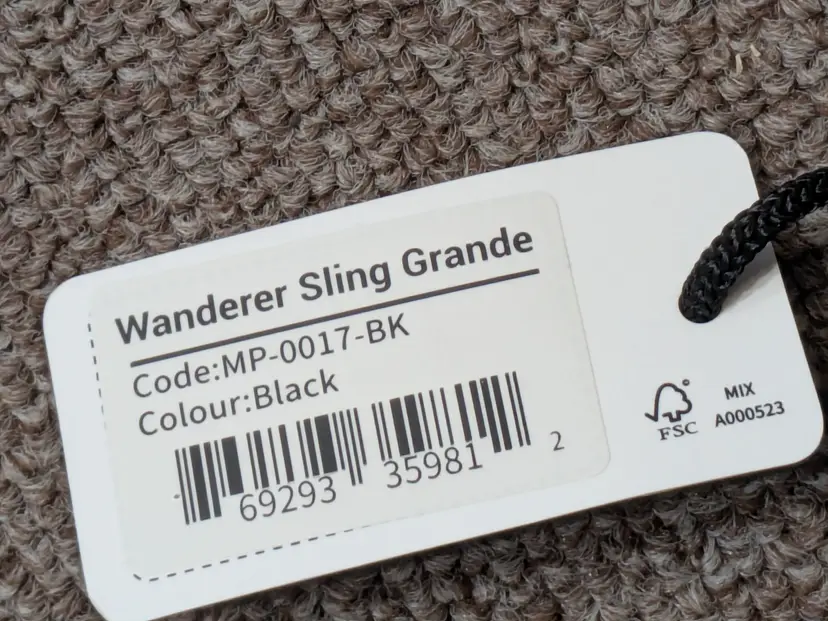 Wanderer Sling Grande
Code:MP-0017-BK
Colour:Black
69293 35981 2
FSC
MIX
A000523